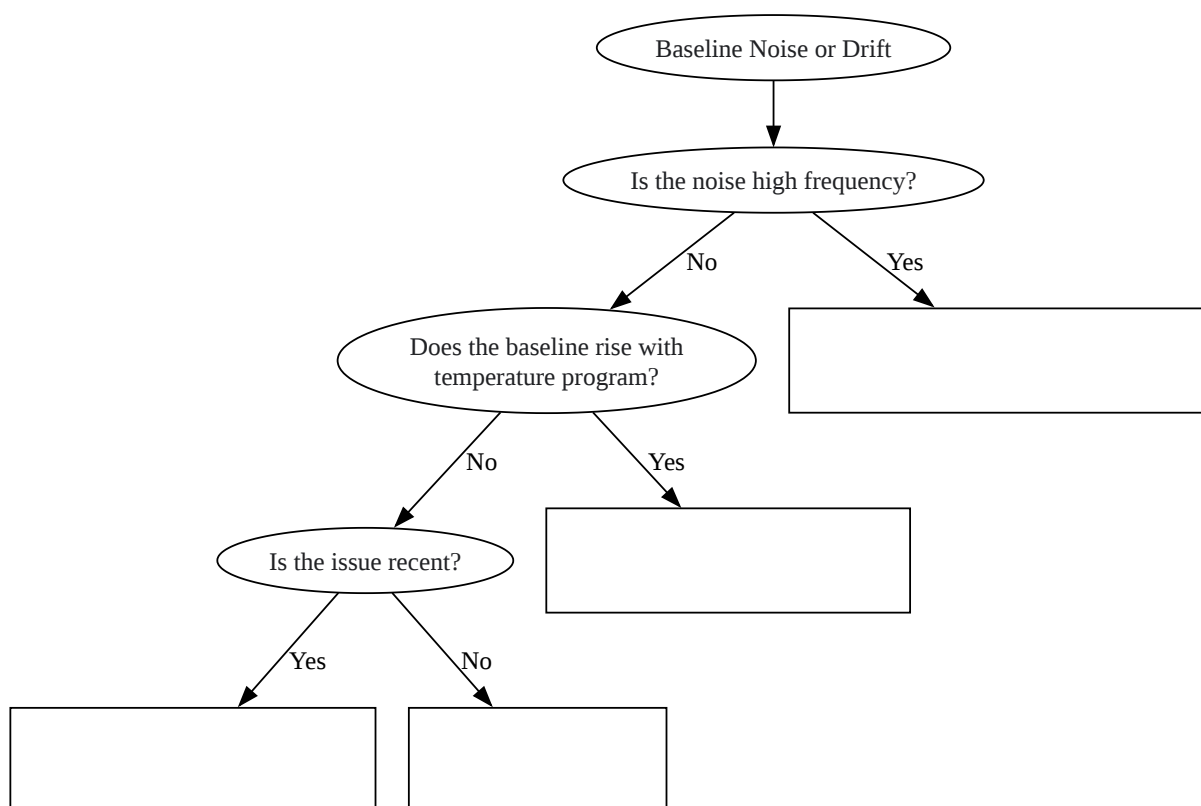 Baseline Noise or Drift
Is the noise high frequency?
No
Yes
Does the baseline rise with
temperature program?
No
Yes
Is the issue recent?
Yes
No